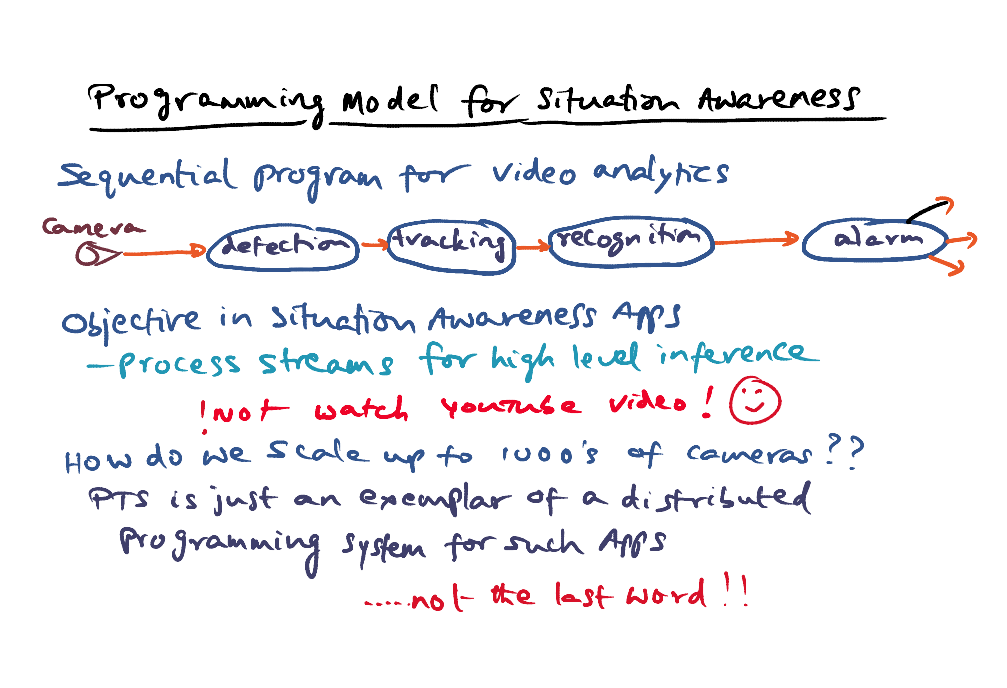 Programming Model for Situation Awareness
Sequential program for video analytics
Camera
detection tracking recognition alarm
Objective in Situation Awareness Apps
- Process streams for high level inference
! not watch YouTube video!
How do we scale up to 1000's of cameras??
PTS is just an exemplar of a distributed
Programming system for such Apps
.....not the last word!!